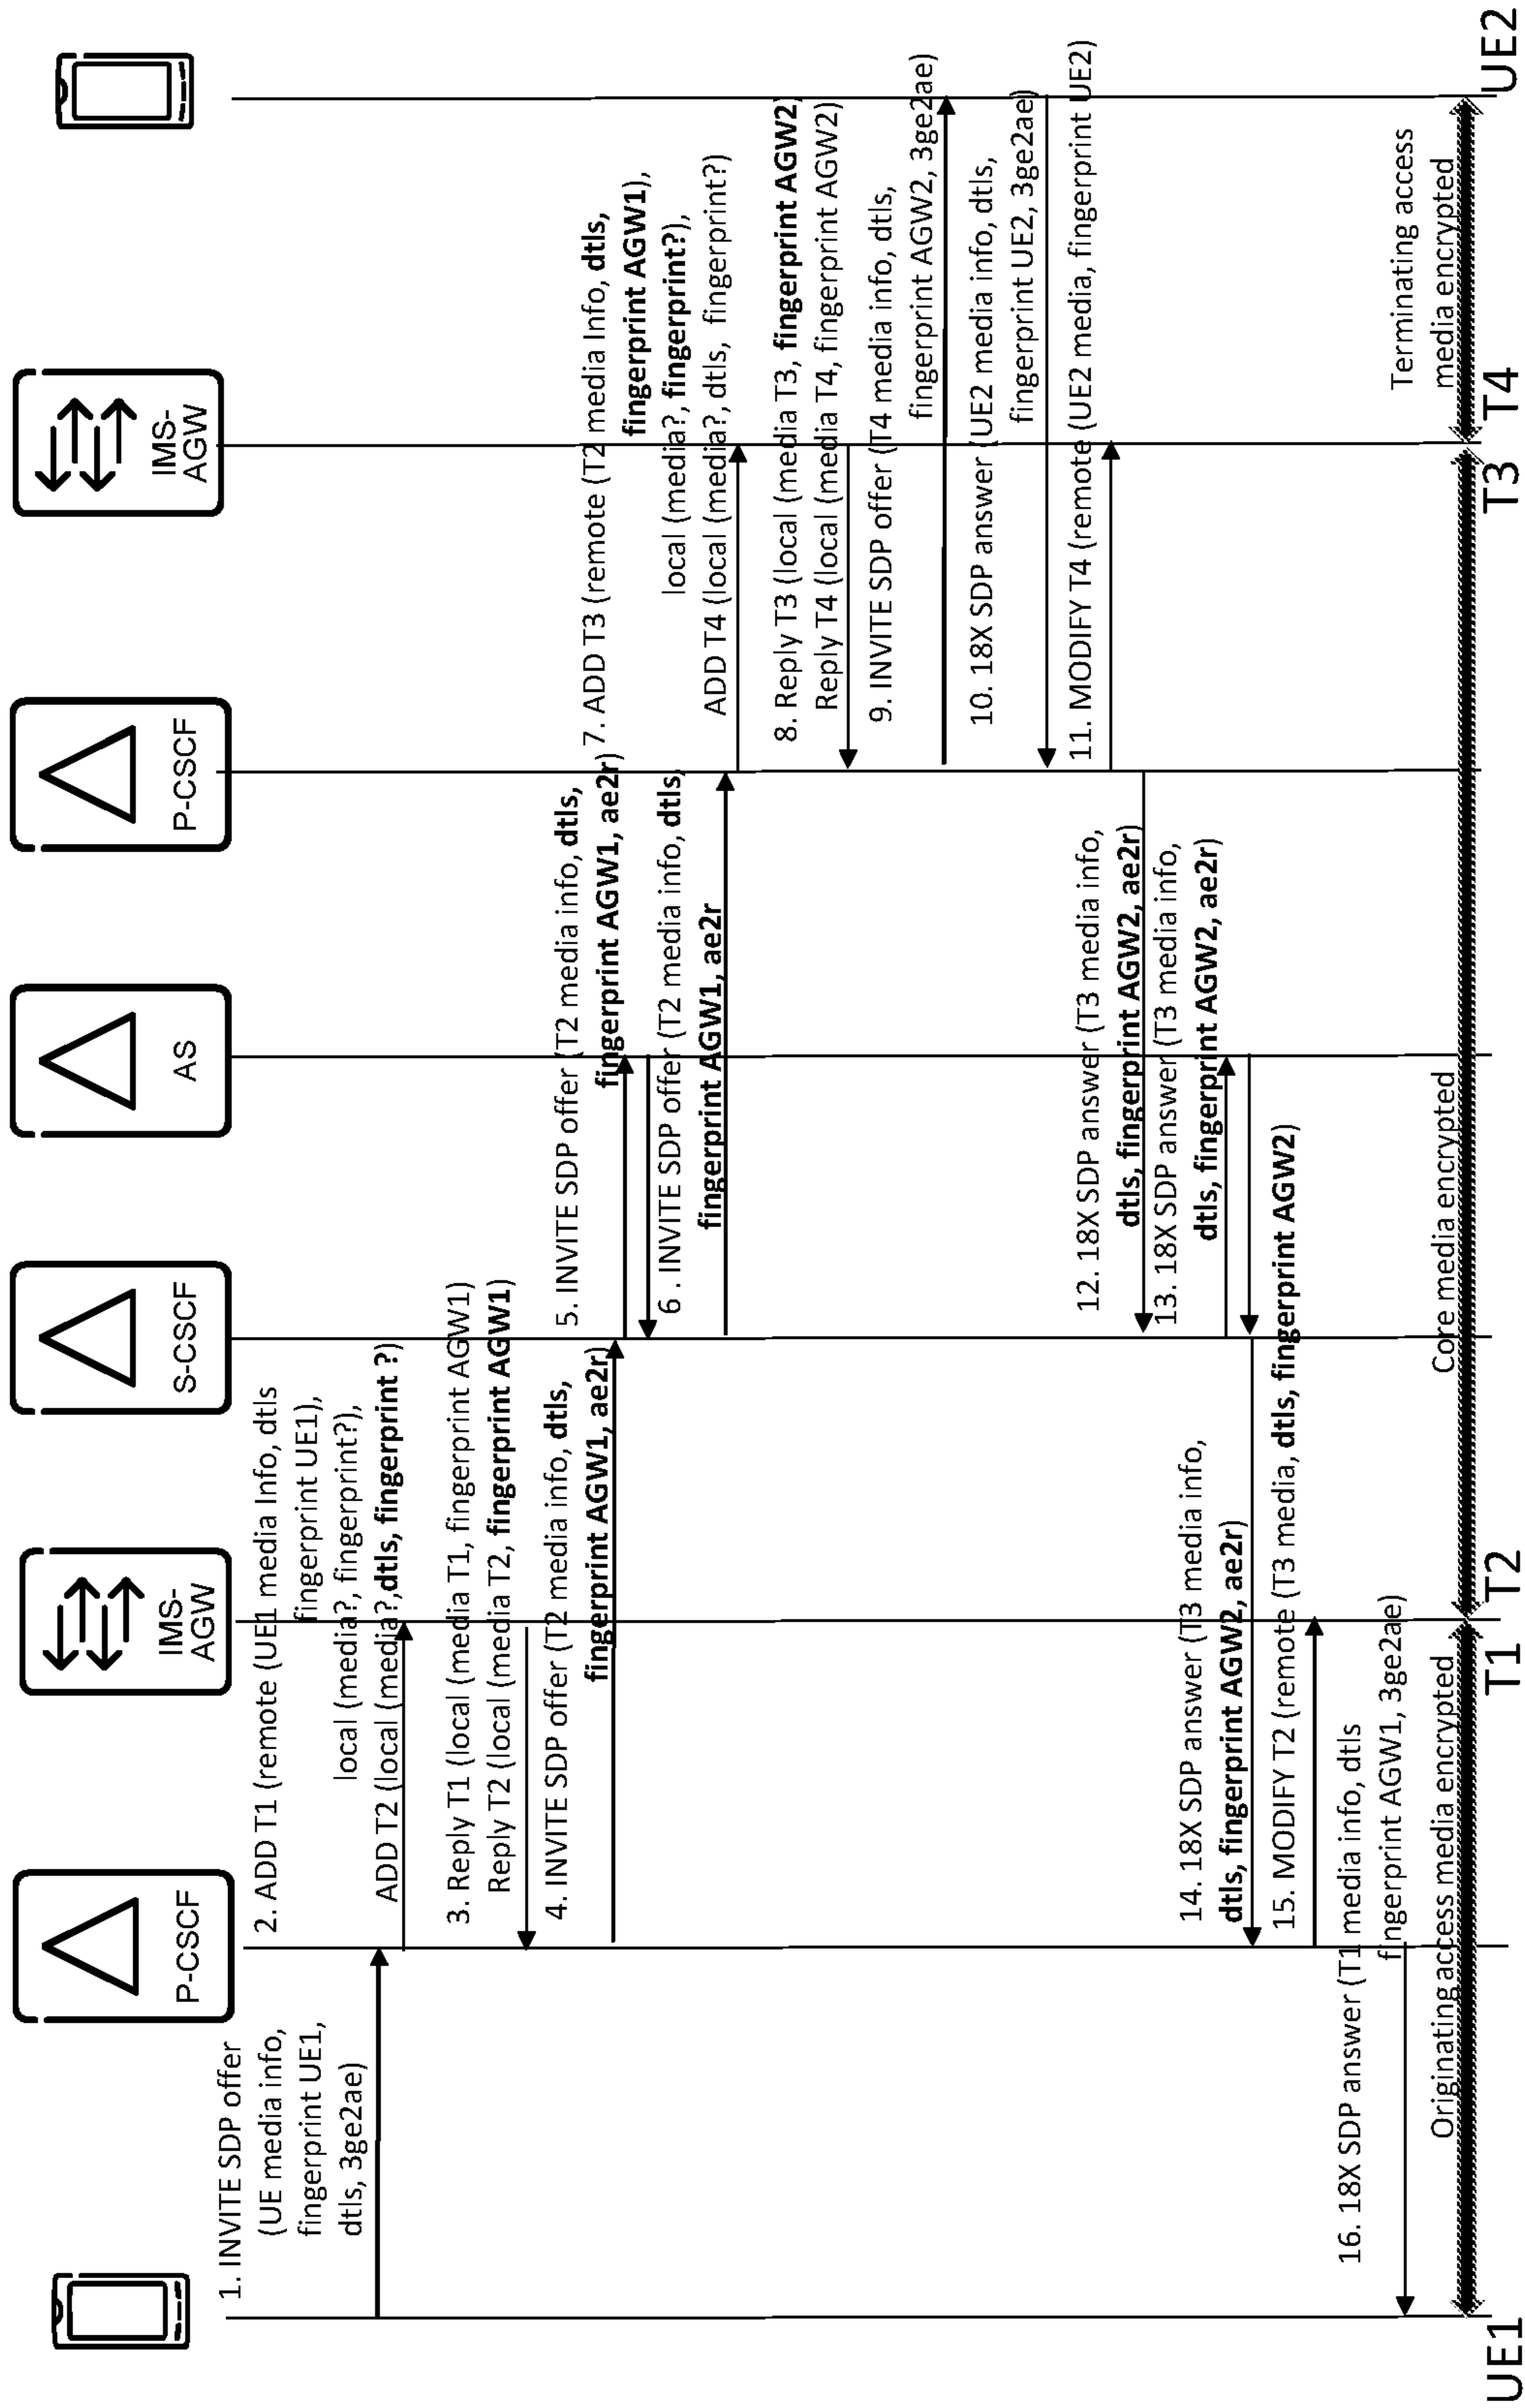 P-CSCF
IMS-
AGW
S-CSCF
AS
P-CSCF
IMS-
AGW
1. INVITE SDP offer
(UE media info,
fingerprint UE1,
dtls, 3ge2ae)
2. ADD T1 (remote (UE1 media Info, dtls
fingerprint UE1),
local (media?, fingerprint?),
ADD T2 (local (media?,dtls, fingerprint ?)
3. Reply T1 (local (media T1, fingerprint AGW1)
Reply T2 (local (media T2, fingerprint AGW1)
4. INVITE SDP offer (T2 media info, dtls,
fingerprint AGW1, ae2r)
5. INVITE SDP offer (T2 media info, dtls,
fingerprint AGW1, ae2r)
6 . INVITE SDP offer (T2 media info, dtls,
fingerprint AGW1, ae2r
7. ADD T3 (remote (T2 media Info, dtls,
fingerprint AGW1),
local (media?, fingerprint?),
ADD T4 (local (media?, dtls, fingerprint?)
8. Reply T3 (local (media T3, fingerprint AGW2)
Reply T4 (local (media T4, fingerprint AGW2)
9. INVITE SDP offer (T4 media info, dtls,
fingerprint AGW2, 3ge2ae)
10. 18X SDP answer (UE2 media info, dtls,
fingerprint UE2, 3ge2ae)
11. MODIFY T4 (remote (UE2 media, fingerprint UE2)
12. 18X SDP answer (T3 media info,
dtls, fingerprint AGW2, ae2r)
13. 18X SDP answer (T3 media info,
dtls, fingerprint AGW2, ae2r)
14. 18X SDP answer (T3 media info,
dtls, fingerprint AGW2, ae2r)
15. MODIFY T2 (remote (T3 media, dtls, fingerprint AGW2)
16. 18X SDP answer (T1 media info, dtls
fingerprint AGW1, 3ge2ae)
Originating access media encrypted
Core media encrypted
Terminating access
media encrypted
UE1
T1
T2
T3
T4
UE2